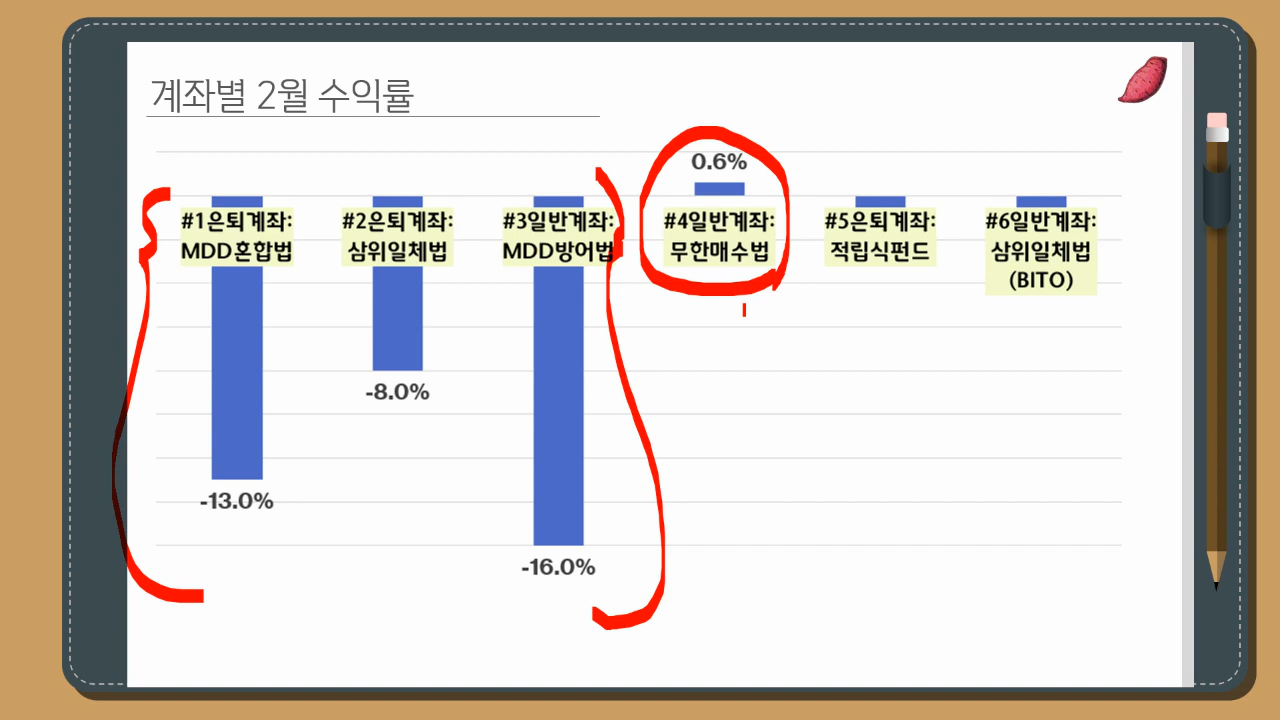 계좌별 2월 수익률
0.6%
#1은퇴계좌:
MDD혼합법
#2은퇴계좌:
삼위일체법
#3일반계좌:
MDD방어법
#4일반계좌:
무한매수법
#5은퇴계좌:
적립식펀드
#6일반계좌:
삼위일체법
(BITO)
-8.0%
-13.0%
-16.0%